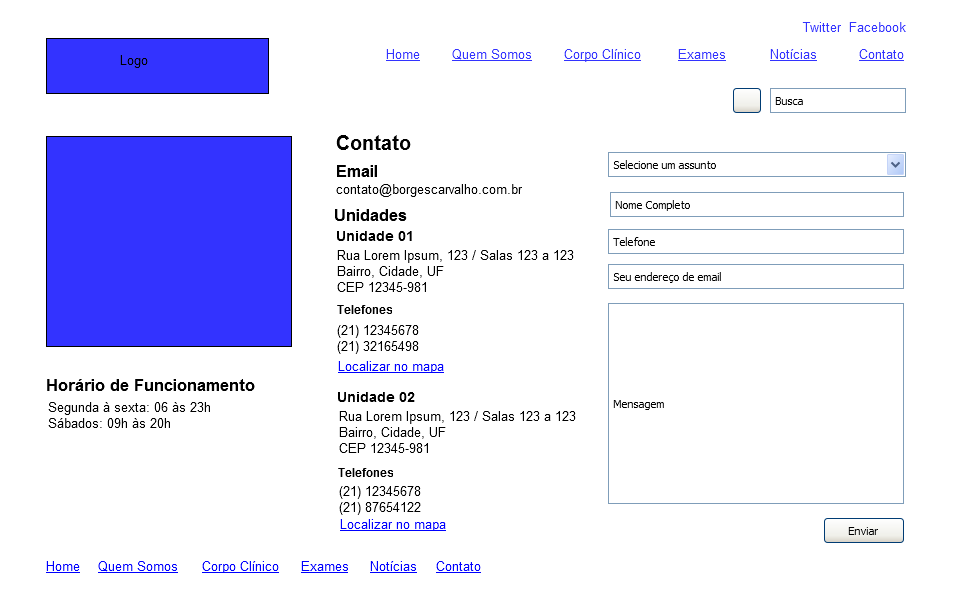 Twitter Facebook
Logo
Home Quem Somos Corpo Clínico Exames Notícias Contato
Busca
Contato
Email
contato@borgescarvalho.com.br
Unidades
Unidade 01
Rua Lorem Ipsum, 123 / Salas 123 a 123
Bairro, Cidade, UF
CEP 12345-981
Telefones
(21) 12345678
(21) 32165498
Localizar no mapa
Unidade 02
Rua Lorem Ipsum, 123 / Salas 123 a 123
Bairro, Cidade, UF
CEP 12345-981
Telefones
(21) 12345678
(21) 87654122
Localizar no mapa
Selecione um assunto
Nome Completo
Telefone
Seu endereço de email
Mensagem
Enviar
Horário de Funcionamento
Segunda à sexta: 06 às 23h
Sábados: 09h às 20h
Home Quem Somos Corpo Clínico Exames Notícias Contato